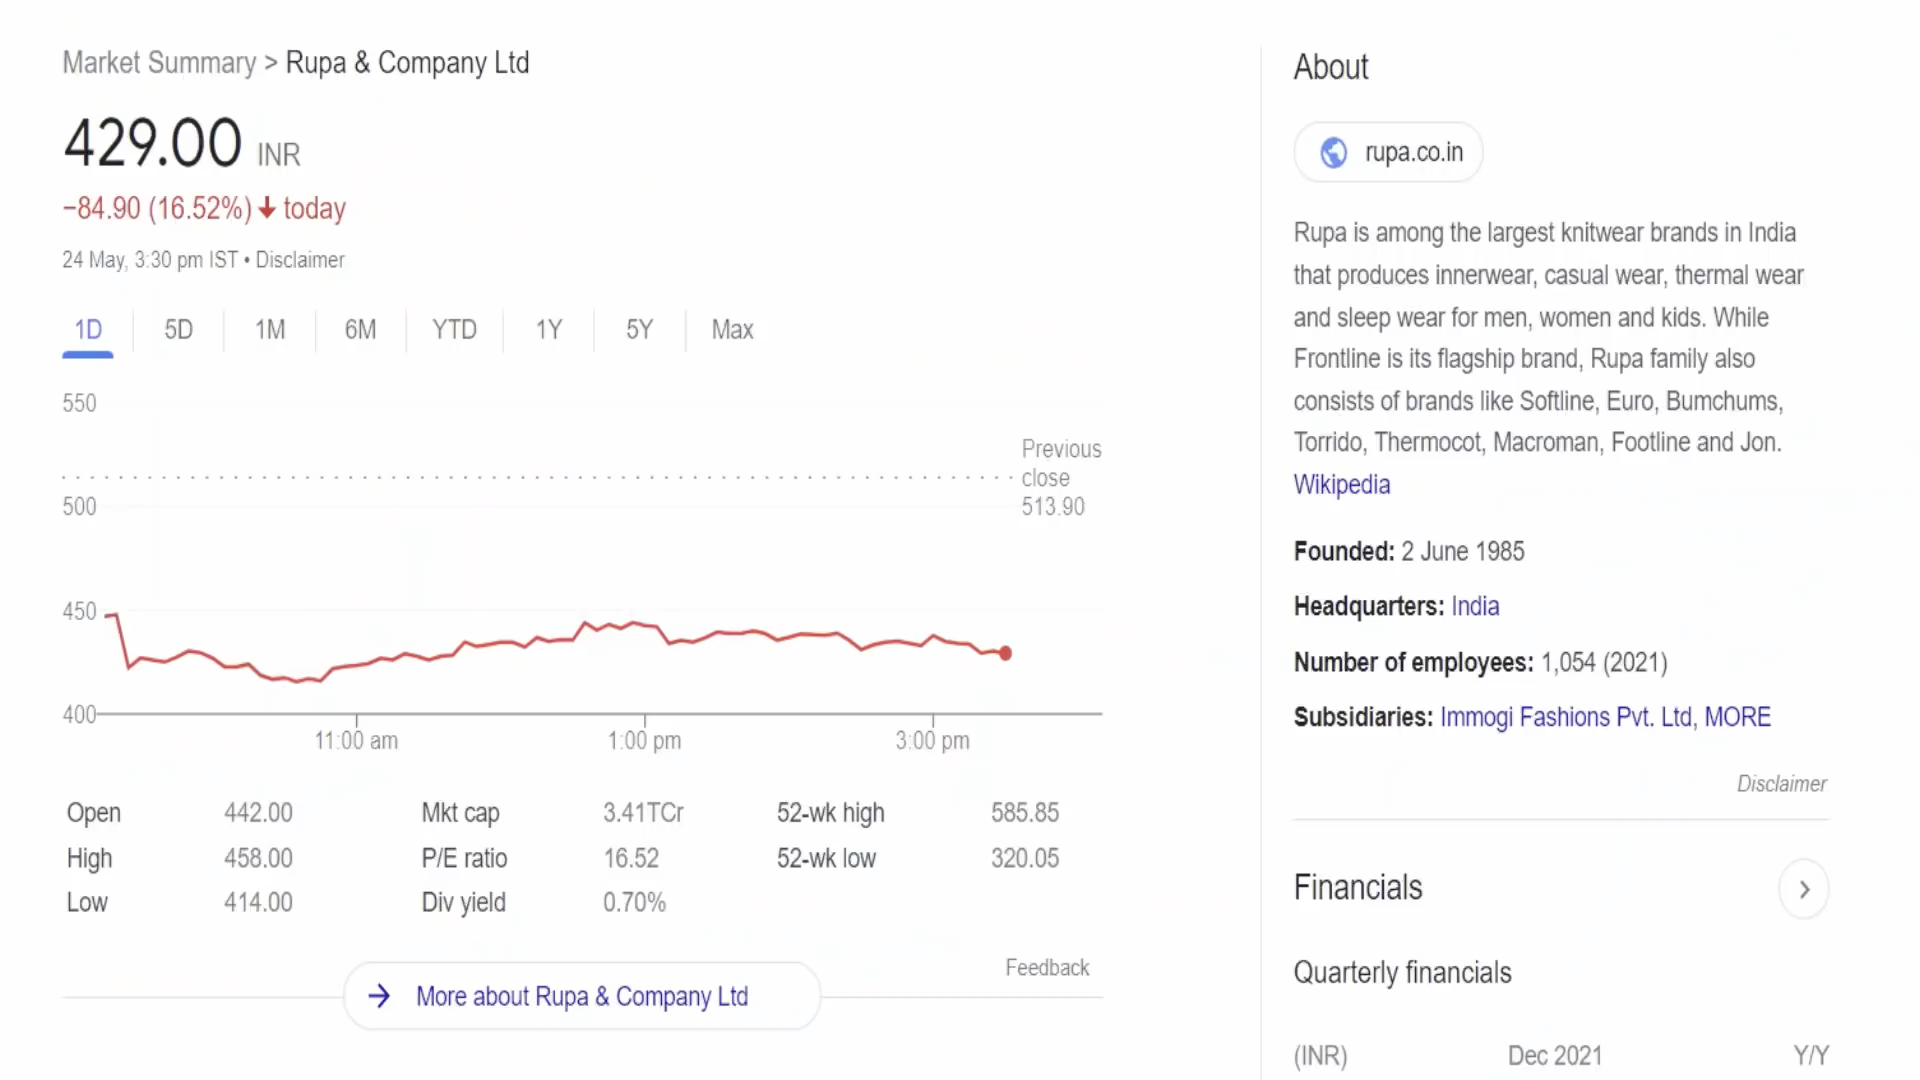 Market Summary > Rupa & Company Ltd
429.00 INR
−84.90 (16.52%) ↓ today
24 May, 3:30 pm IST • Disclaimer
1D 5D 1M 6M YTD 1Y 5Y Max
550
500
450
400
Previous
close
513.90
11:00 am 1:00 pm 3:00 pm
Open 442.00 Mkt cap 3.41TCr 52-wk high 585.85
High 458.00 P/E ratio 16.52 52-wk low 320.05
Low 414.00 Div yield 0.70%
Feedback
→ More about Rupa & Company Ltd
About
rupa.co.in
Rupa is among the largest knitwear brands in India
that produces innerwear, casual wear, thermal wear
and sleep wear for men, women and kids. While
Frontline is its flagship brand, Rupa family also
consists of brands like Softline, Euro, Bumchums,
Torrido, Thermocot, Macroman, Footline and Jon.
Wikipedia
Founded: 2 June 1985
Headquarters: India
Number of employees: 1,054 (2021)
Subsidiaries: Immogi Fashions Pvt. Ltd, MORE
Disclaimer
Financials
Quarterly financials
(INR) Dec 2021 Y/Y